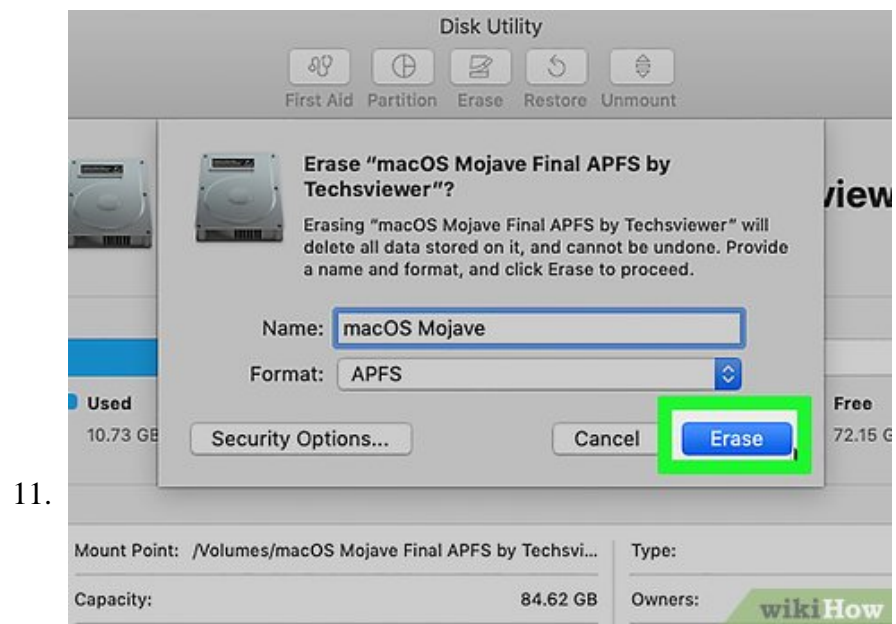 Disk Utility
First Aid Partition Erase Restore Unmount
Erase “macOS Mojave Final APFS by
Techsviewer”?
view
Erasing “macOS Mojave Final APFS by Techsviewer” will
delete all data stored on it, and cannot be undone. Provide
a name and format, and click Erase to proceed.
Name: macOS Mojave
Format: APFS
Used
Free
10.73 GB
72.15 G
Security Options... Cancel Erase
11.
Mount Point: /Volumes/macOS Mojave Final APFS by Techsvi... Type:
Capacity: 84.62 GB Owners:
wikiHow